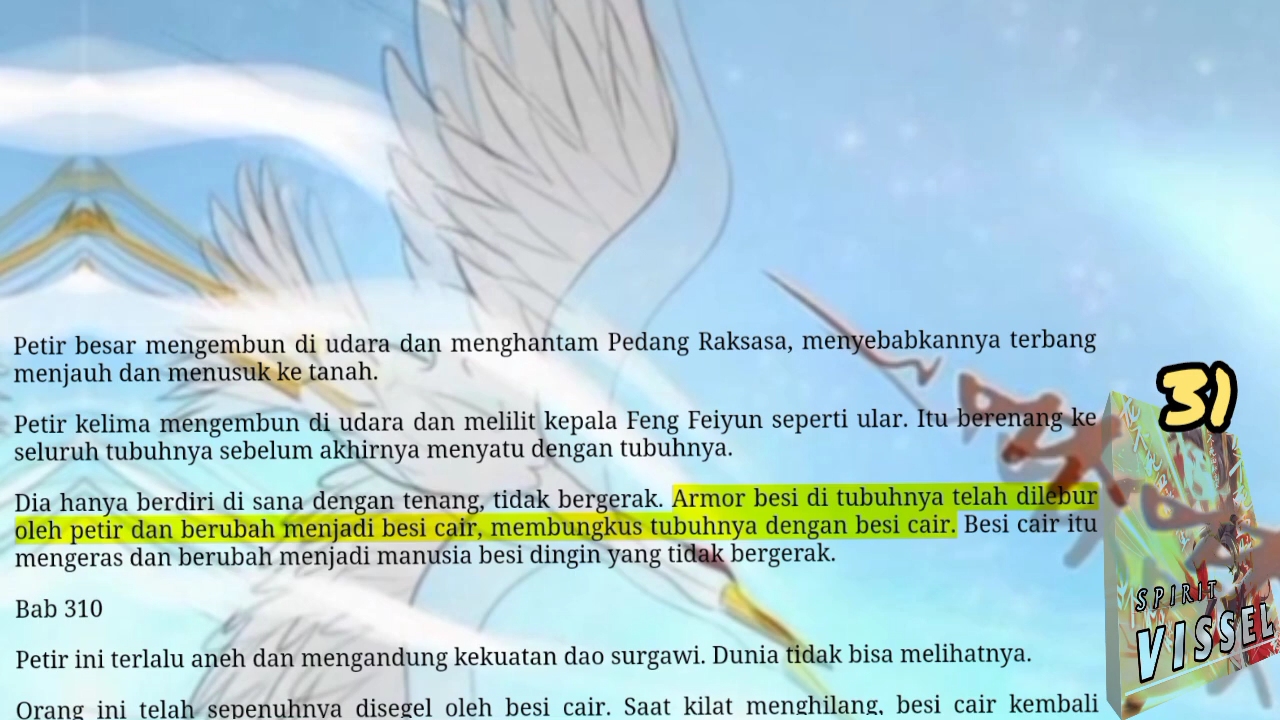 Petir besar mengembun di udara dan menghantam Pedang Raksasa, menyebabkannya terbang
menjauh dan menusuk ke tanah.
Petir kelima mengembun di udara dan melilit kepala Feng Feiyun seperti ular. Itu berenang ke
seluruh tubuhnya sebelum akhirnya menyatu dengan tubuhnya.
Dia hanya berdiri di sana dengan tenang, tidak bergerak. Armor besi di tubuhnya telah dilebur
oleh petir dan berubah menjadi besi cair, membungkus tubuhnya dengan besi cair. Besi cair itu
mengeras dan berubah menjadi manusia besi dingin yang tidak bergerak.
Bab 310
Petir ini terlalu aneh dan mengandung kekuatan dao surgawi. Dunia tidak bisa melihatnya.
Orang ini telah sepenuhnya disegel oleh besi cair. Saat kilat menghilang, besi cair kembali
31
SPIRIT
VISSEL